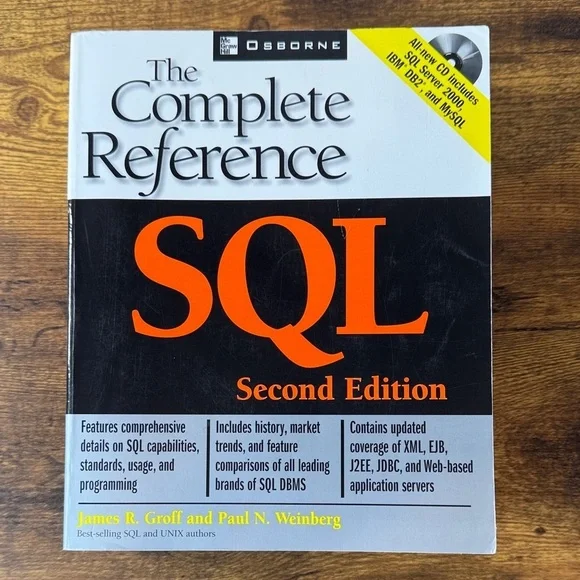 Mc
Graw
Hill
OSBORNE
All-new CD includes
SQL Server 2000,
IBM® DB2®, and MySQL
The
Complete
Reference
SQL
Second Edition
Features comprehensive
details on SQL capabilities,
standards, usage, and
programming
Includes history, market
trends, and feature
comparisons of all leading
brands of SQL DBMS
Contains updated
coverage of XML, EJB,
J2EE, JDBC, and Web-based
application servers
James R. Groff and Paul N. Weinberg
Best-selling SQL and UNIX authors